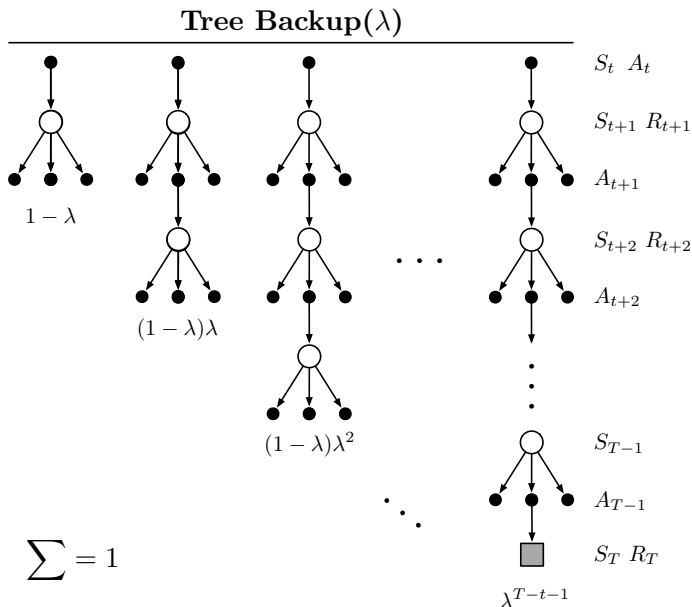 Tree Backup(λ)
S_t A_t
S_{t+1} R_{t+1}
A_{t+1}
1 − λ
S_{t+2} R_{t+2}
· · ·
A_{t+2}
(1 − λ)λ
(1 − λ)λ^2
S_{T−1}
A_{T−1}
∑ = 1
S_T R_T
λ^{T−t−1}